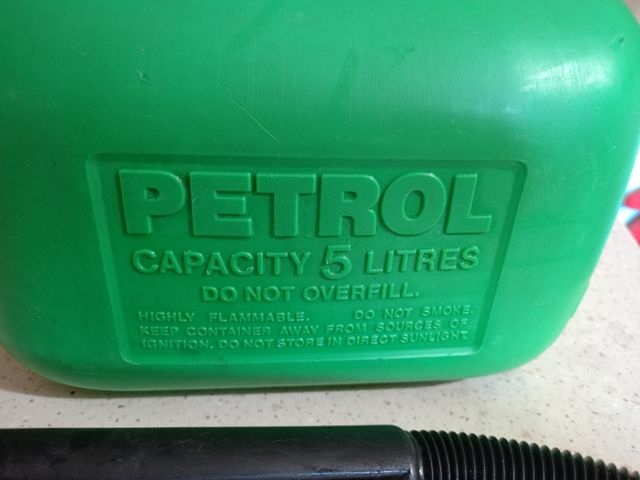 PETROL
CAPACITY 5 LITRES
DO NOT OVERFILL.
HIGHLY FLAMMABLE. DO NOT SMOKE.
KEEP CONTAINER AWAY FROM SOURCES OF
IGNITION. DO NOT STORE IN DIRECT SUNLIGHT.